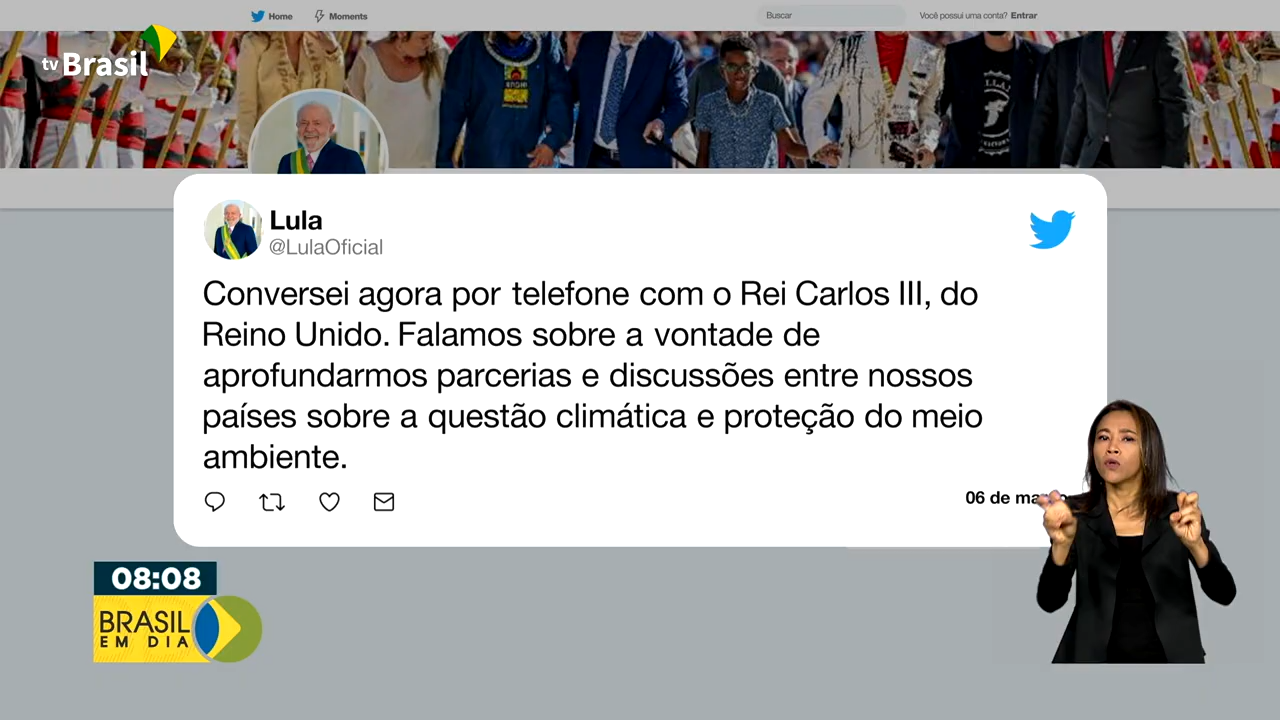 Home
Moments
Buscar
Você possui uma conta? Entrar
tv Brasil
Lula
@LulaOficial
Conversei agora por telefone com o Rei Carlos III, do
Reino Unido. Falamos sobre a vontade de
aprofundarmos parcerias e discussões entre nossos
países sobre a questão climática e proteção do meio
ambiente.
06 de
08:08
BRASIL
EM DIA